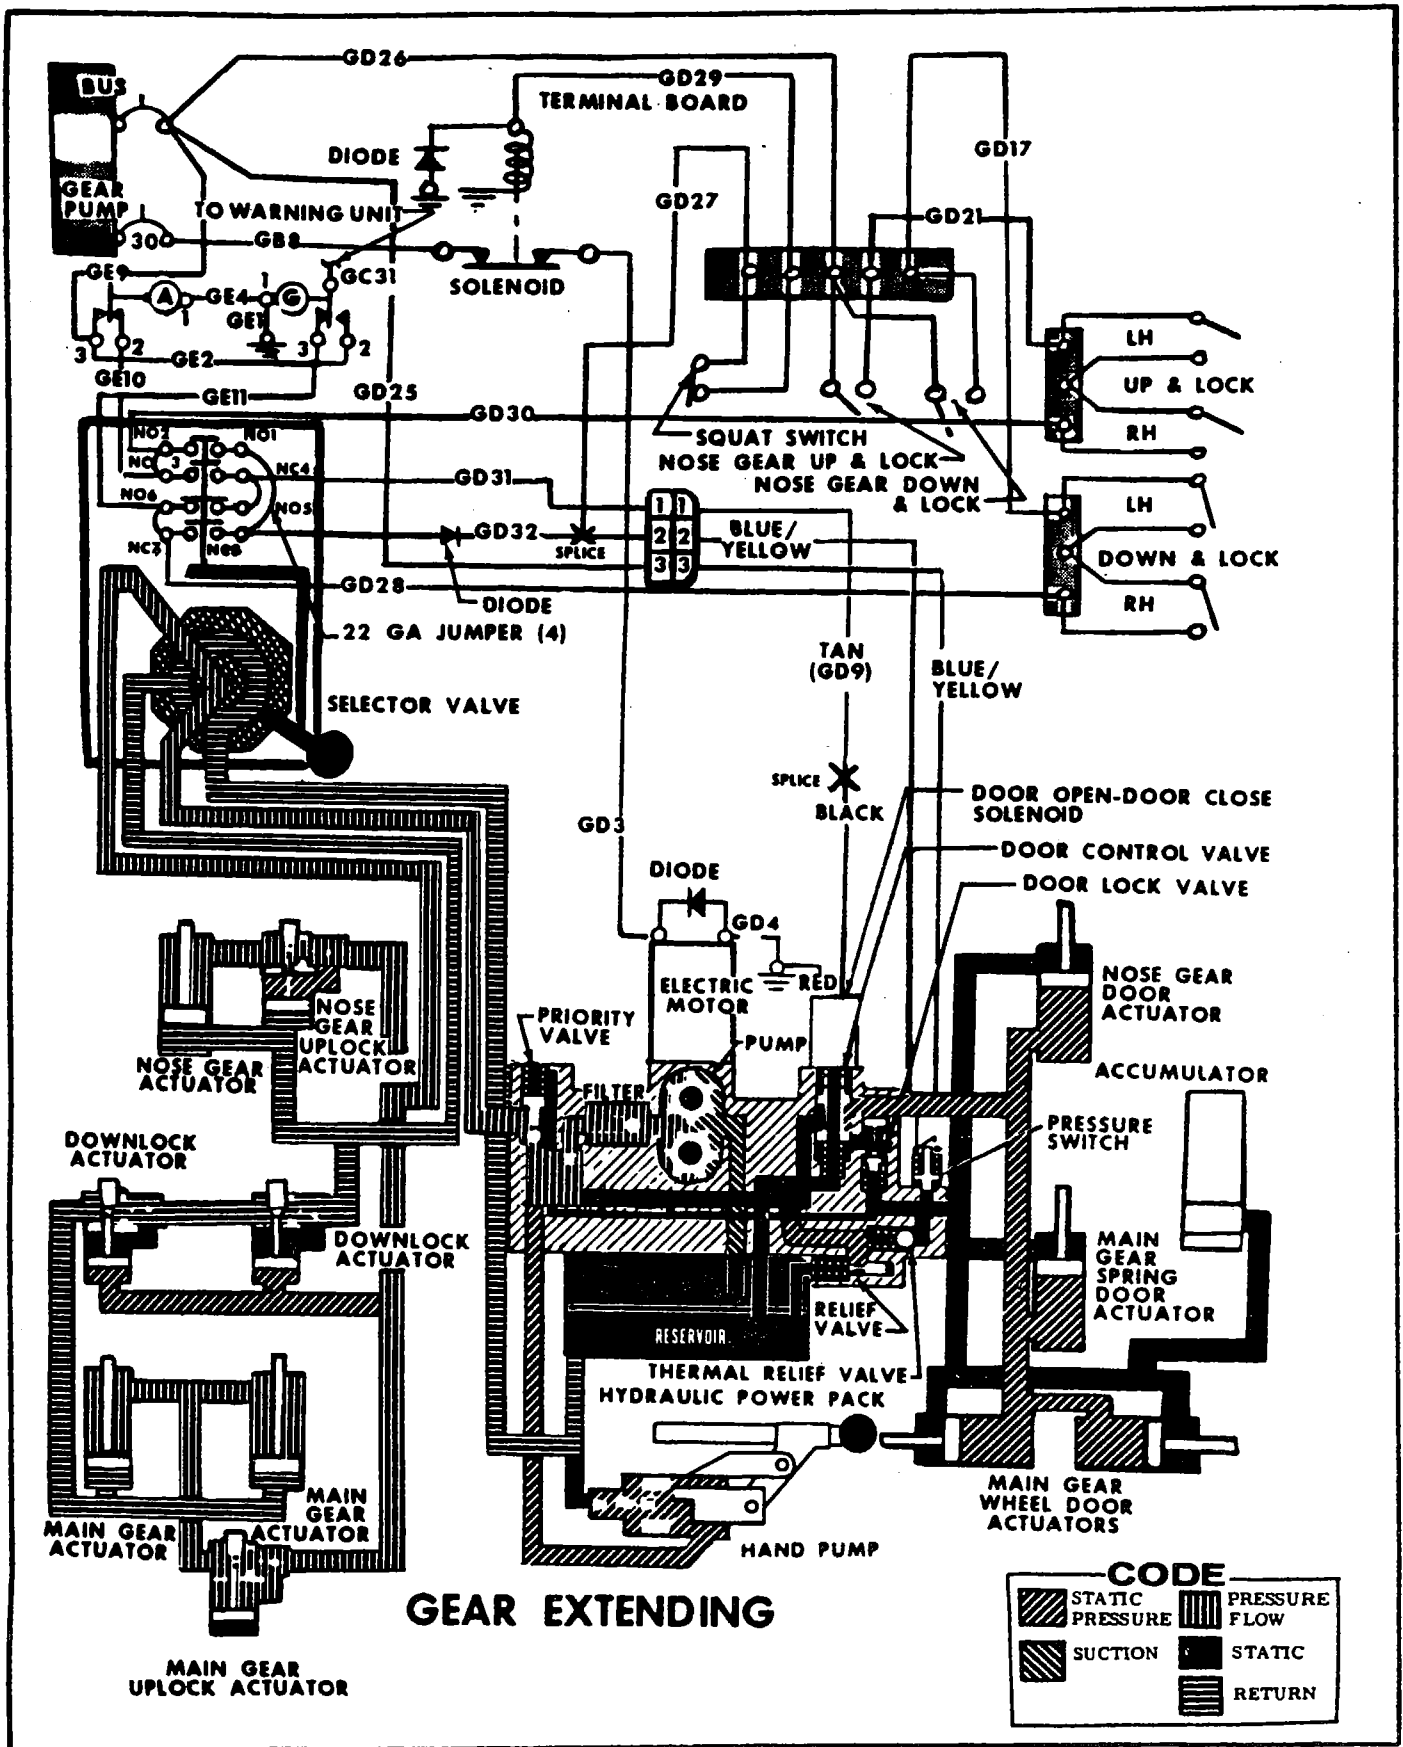 GD26
BUS
GD29
TERMINAL BOARD
DIODE
GD17
GEAR
PUMP
TO WARNING UNIT
GD27
GD21
30
GB8
GE9
1
GC31
SOLENOID
A
GE4
G
1
GE1
LH
3
2
GE2
3
2
UP & LOCK
GE10
GE11
GD25
GD30
RH
NO2
NO1
SQUAT SWITCH
NOSE GEAR UP & LOCK
NC
3
NC4
GD31
NOSE GEAR DOWN
& LOCK
NO6
NO5
1 1
LH
GD32
SPLICE
2 2
BLUE/
YELLOW
NC7
NC8
3 3
DOWN & LOCK
GD28
DIODE
RH
22 GA JUMPER (4)
TAN
(GD9)
BLUE/
YELLOW
SELECTOR VALVE
SPLICE
BLACK
DOOR OPEN-DOOR CLOSE
SOLENOID
GD3
DOOR CONTROL VALVE
DIODE
DOOR LOCK VALVE
GD4
ELECTRIC
MOTOR
RED
NOSE GEAR
DOOR
ACTUATOR
NOSE
GEAR
UPLOCK
ACTUATOR
NOSE GEAR
ACTUATOR
PRIORITY
VALVE
PUMP
ACCUMULATOR
FILTER
PRESSURE
SWITCH
DOWNLOCK
ACTUATOR
DOWNLOCK
ACTUATOR
MAIN
GEAR
SPRING
DOOR
ACTUATOR
RELIEF
VALVE
RESERVOIR
THERMAL RELIEF VALVE
HYDRAULIC POWER PACK
MAIN GEAR
WHEEL DOOR
ACTUATORS
MAIN
GEAR
ACTUATOR
MAIN GEAR
ACTUATOR
HAND PUMP
GEAR EXTENDING
CODE
STATIC
PRESSURE
PRESSURE
FLOW
SUCTION
STATIC
RETURN
MAIN GEAR
UPLOCK ACTUATOR